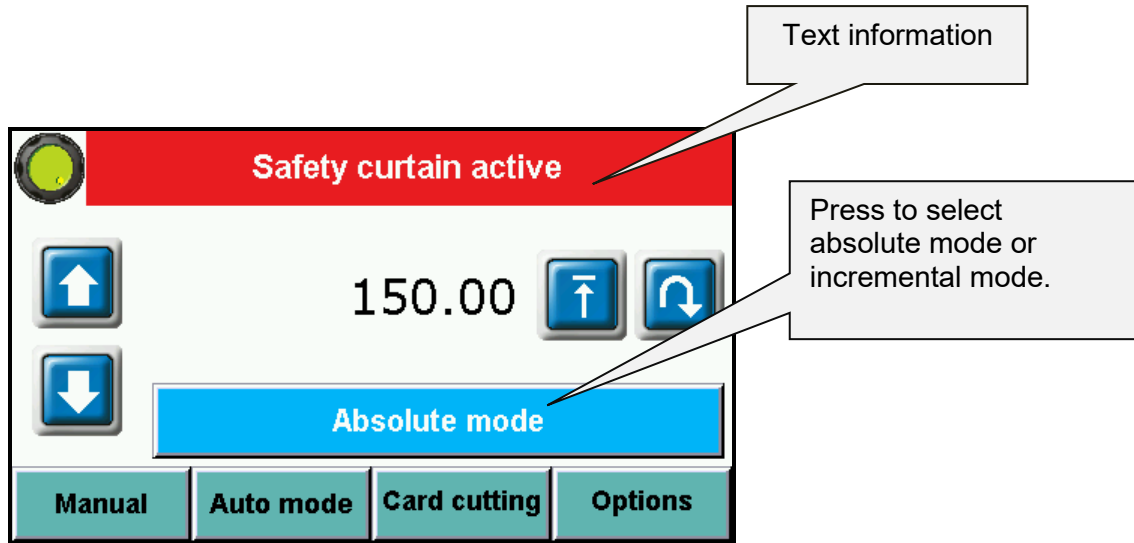 Text information
Safety curtain active
Press to select
absolute mode or
incremental mode.
150.00
Absolute mode
Manual
Auto mode
Card cutting
Options